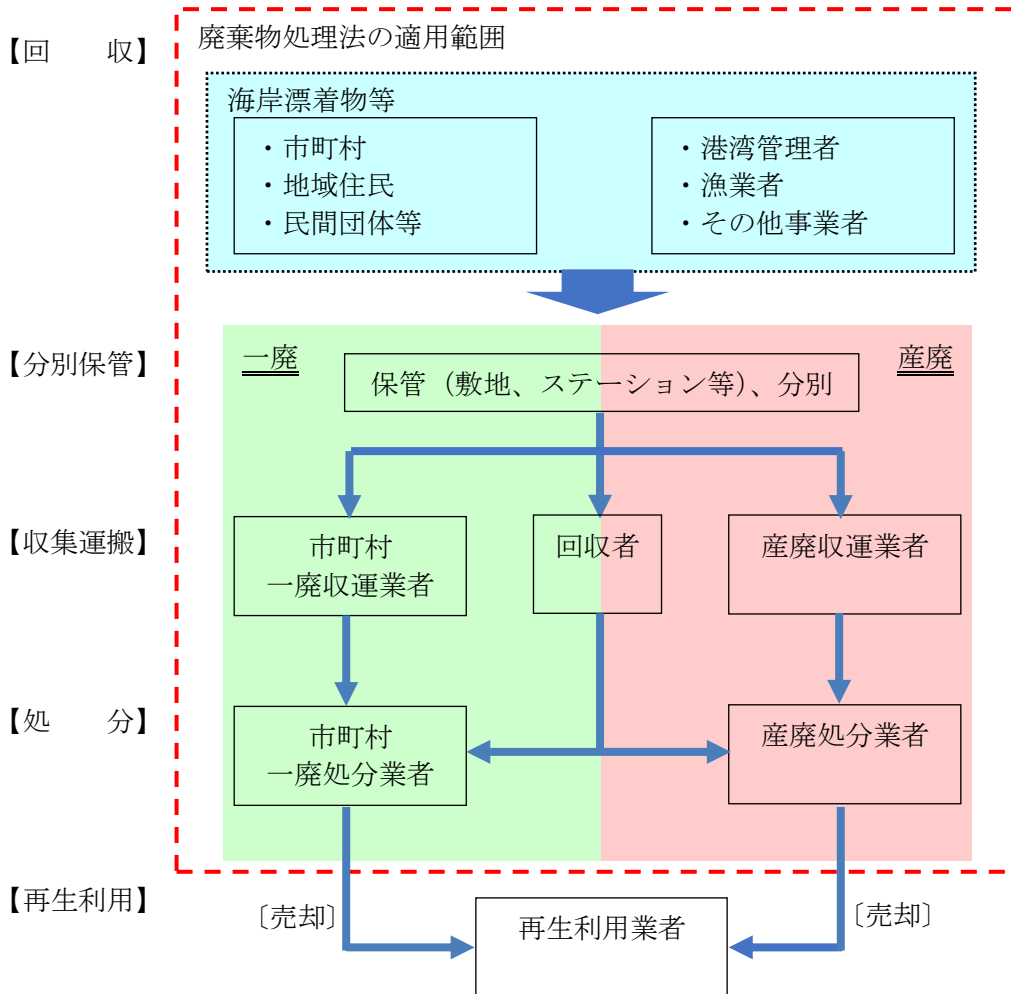 【回　　収】
廃棄物処理法の適用範囲
海岸漂着物等
・市町村
・地域住民
・民間団体等
・港湾管理者
・漁業者
・その他事業者
【分別保管】
一廃
産廃
保管（敷地、ステーション等）、分別
【収集運搬】
市町村
一廃収運業者
回収者
産廃収運業者
【処　　分】
市町村
一廃処分業者
産廃処分業者
【再生利用】
〔売却〕
再生利用業者
〔売却〕